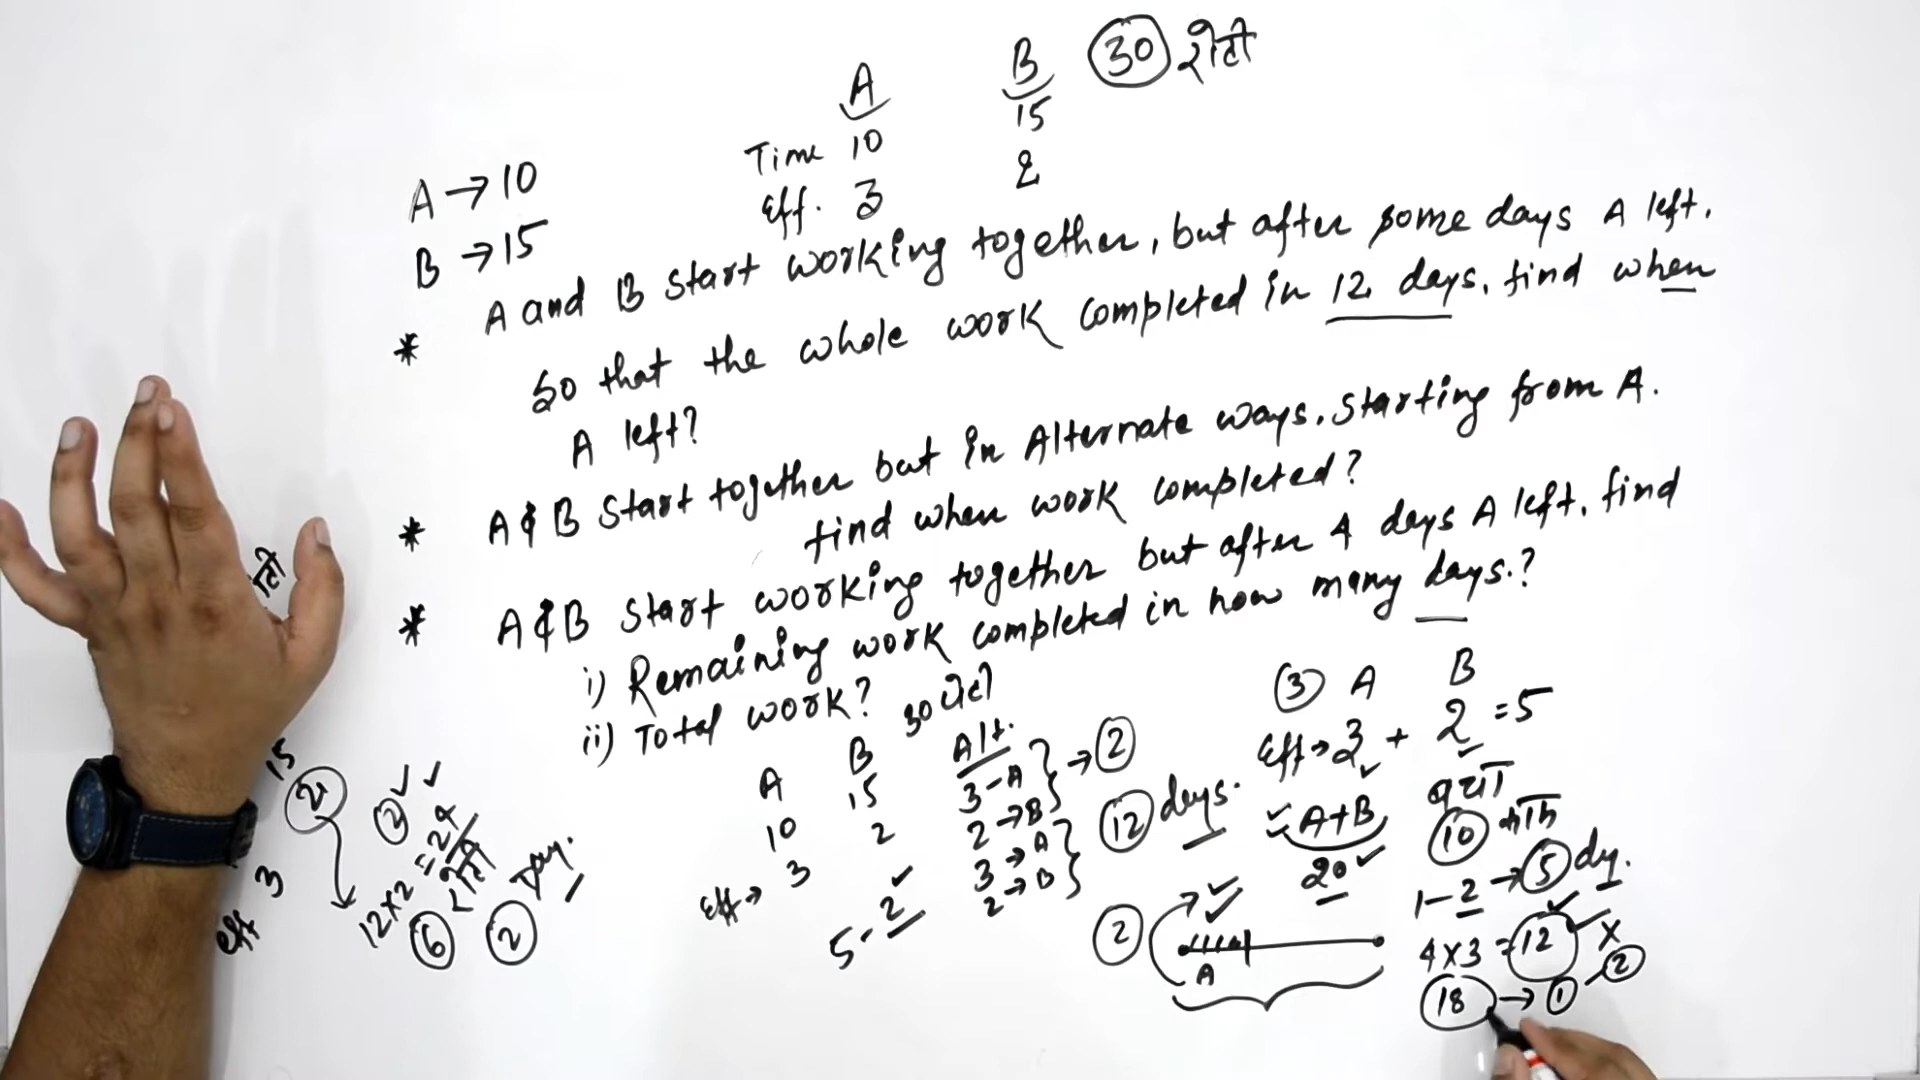 A B 30 रोटी
Time 10 15
Eff. 3 2
A → 10
B → 15
* A and B start working together, but after some days A left.
so that the whole work completed in 12 days. find when
A left?
* A & B start together but in Alternate ways. starting from A.
find when work completed?
* A & B start working together but after 4 days A left. find
i) Remaining work completed in how many days.?
ii) Total work?
15
2
eff 3
3
12x2 = 24
6 रोटी
2 Day.
A B 30 रोटी
10 15
Eff → 3 2
5 - 2
Alt.
3 - A
2 → B
→ 2
3 → A
2 → B
12 days.
2
A
3 A B
Eff → 3 + 2 = 5
A+B
20
बचा
10 काम
1 - 2 → 5 dy.
4 x 3 = 12 x
18 → 1 2